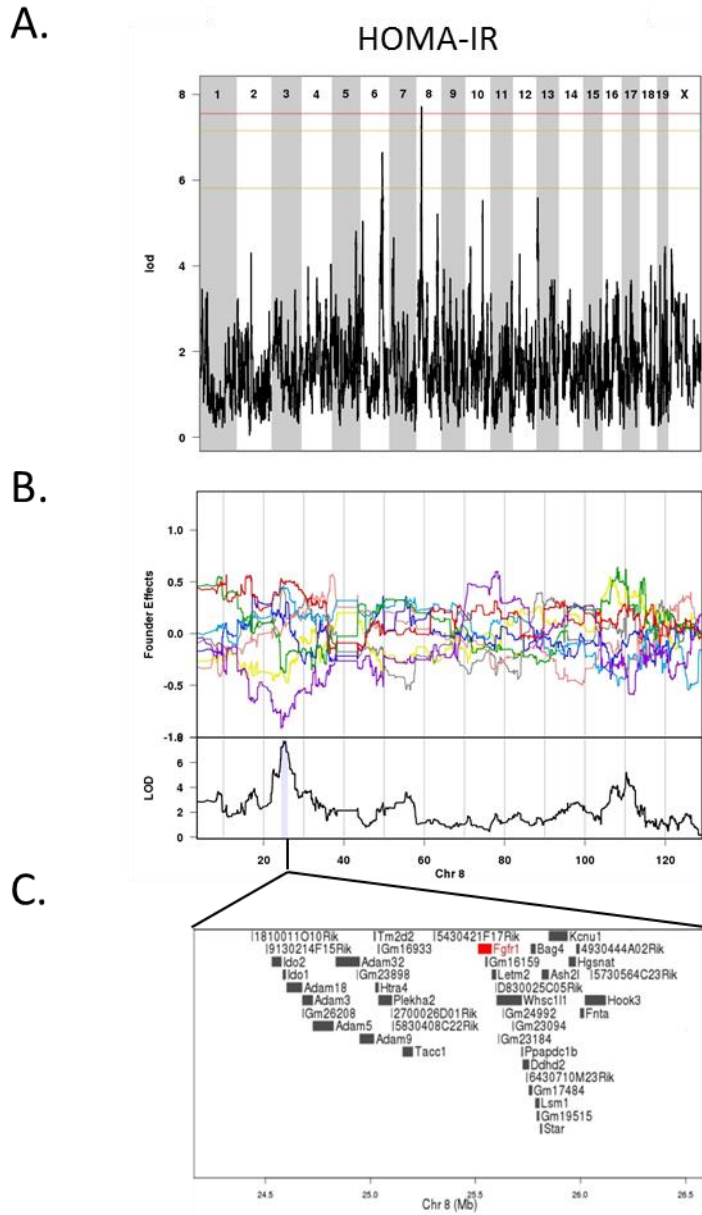 A.
HOMA-IR
1 2 3 4 5 6 7 8 9 10 11 12 13 14 15 16 17 18 19 X
8
6
4
2
0
lod
B.
1.0
0.5
0.0
-0.5
Founder Effects
6
4
2
0
LOD
20 40 60 80 100 120
Chr 8
C.
1810011O10Rik Tm2d2 5430421F17Rik Kcnu1
9130214F15Rik Gm16933 Fgfr1 Bag4 4930444A02Rik
Ido2 Adam32 Gm16159 Hgsnat
Ido1 Gm23898 Letm2 Ash2l 5730564C23Rik
Adam18 Htra4 D830025C05Rik
Adam3 Plekha2 Whsc1l1 Hook3
Gm26208 2700026D01Rik Gm24992 Fnta
Adam5 5830408C22Rik Gm23094
Adam9 Gm23184
Tacc1 Ppapdc1b
Ddhd2
6430710M23Rik
Gm17484
Lsm1
Gm19515
Star
24.5 25.0 25.5 26.0 26.5
Chr 8 (Mb)